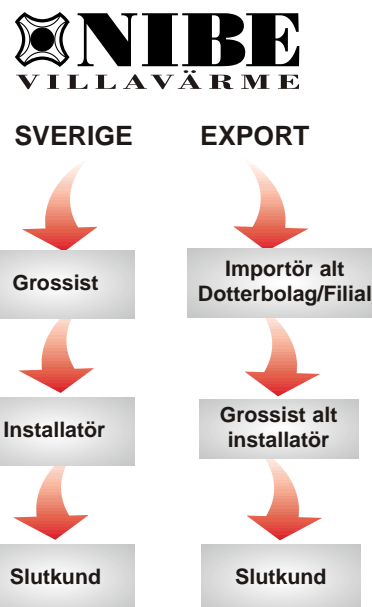 NIBE
VILLAVÄRME
SVERIGE
Grossist
Installatör
Slutkund
EXPORT
Importör alt
Dotterbolag/Filial
Grossist alt
installatör
Slutkund